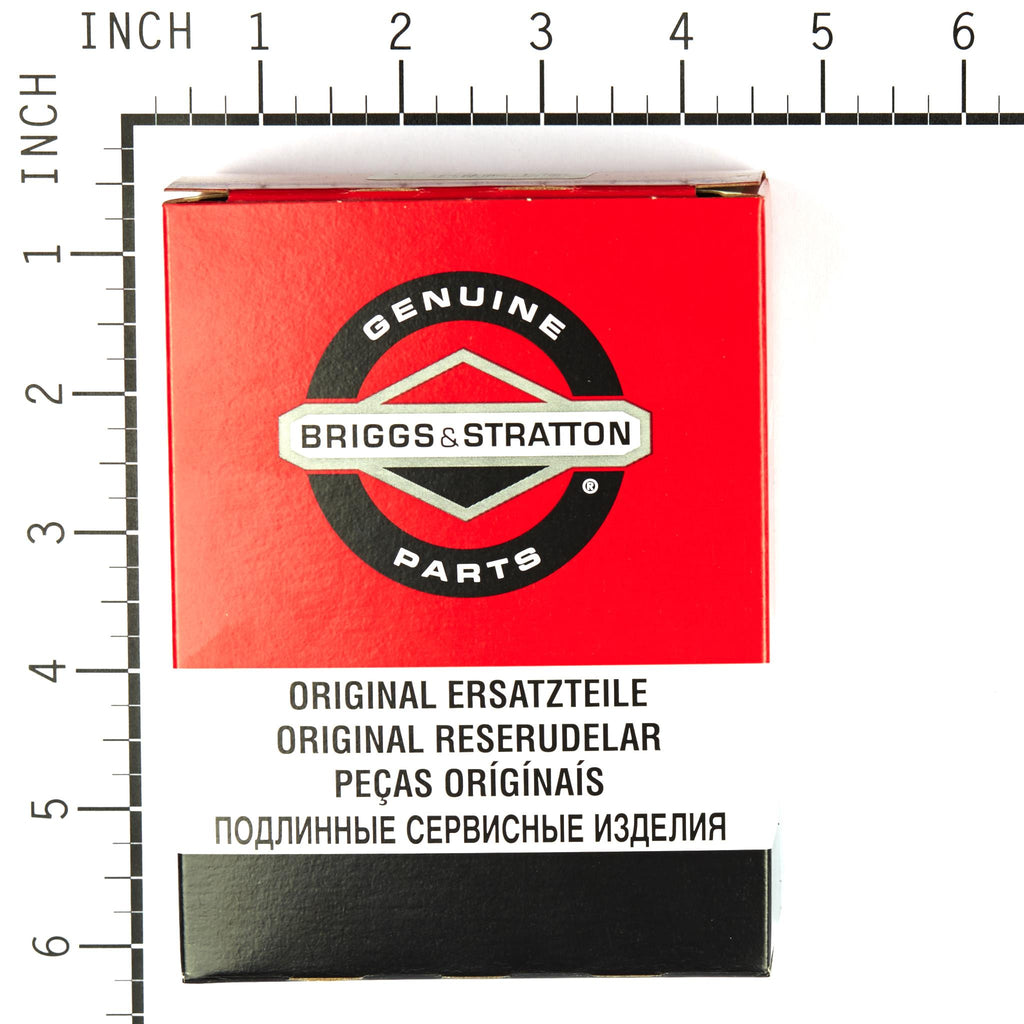 INCH 1 2 3 4 5 6
INCH
1
2
3
4
5
6
GENUINE
BRIGGS & STRATTON
®
PARTS
ORIGINAL ERSATZTEILE
ORIGINAL RESERUDELAR
PEÇAS ORÍGÍNAÍS
ПОДЛИННЫЕ СЕРВИСНЫЕ ИЗДЕЛИЯ